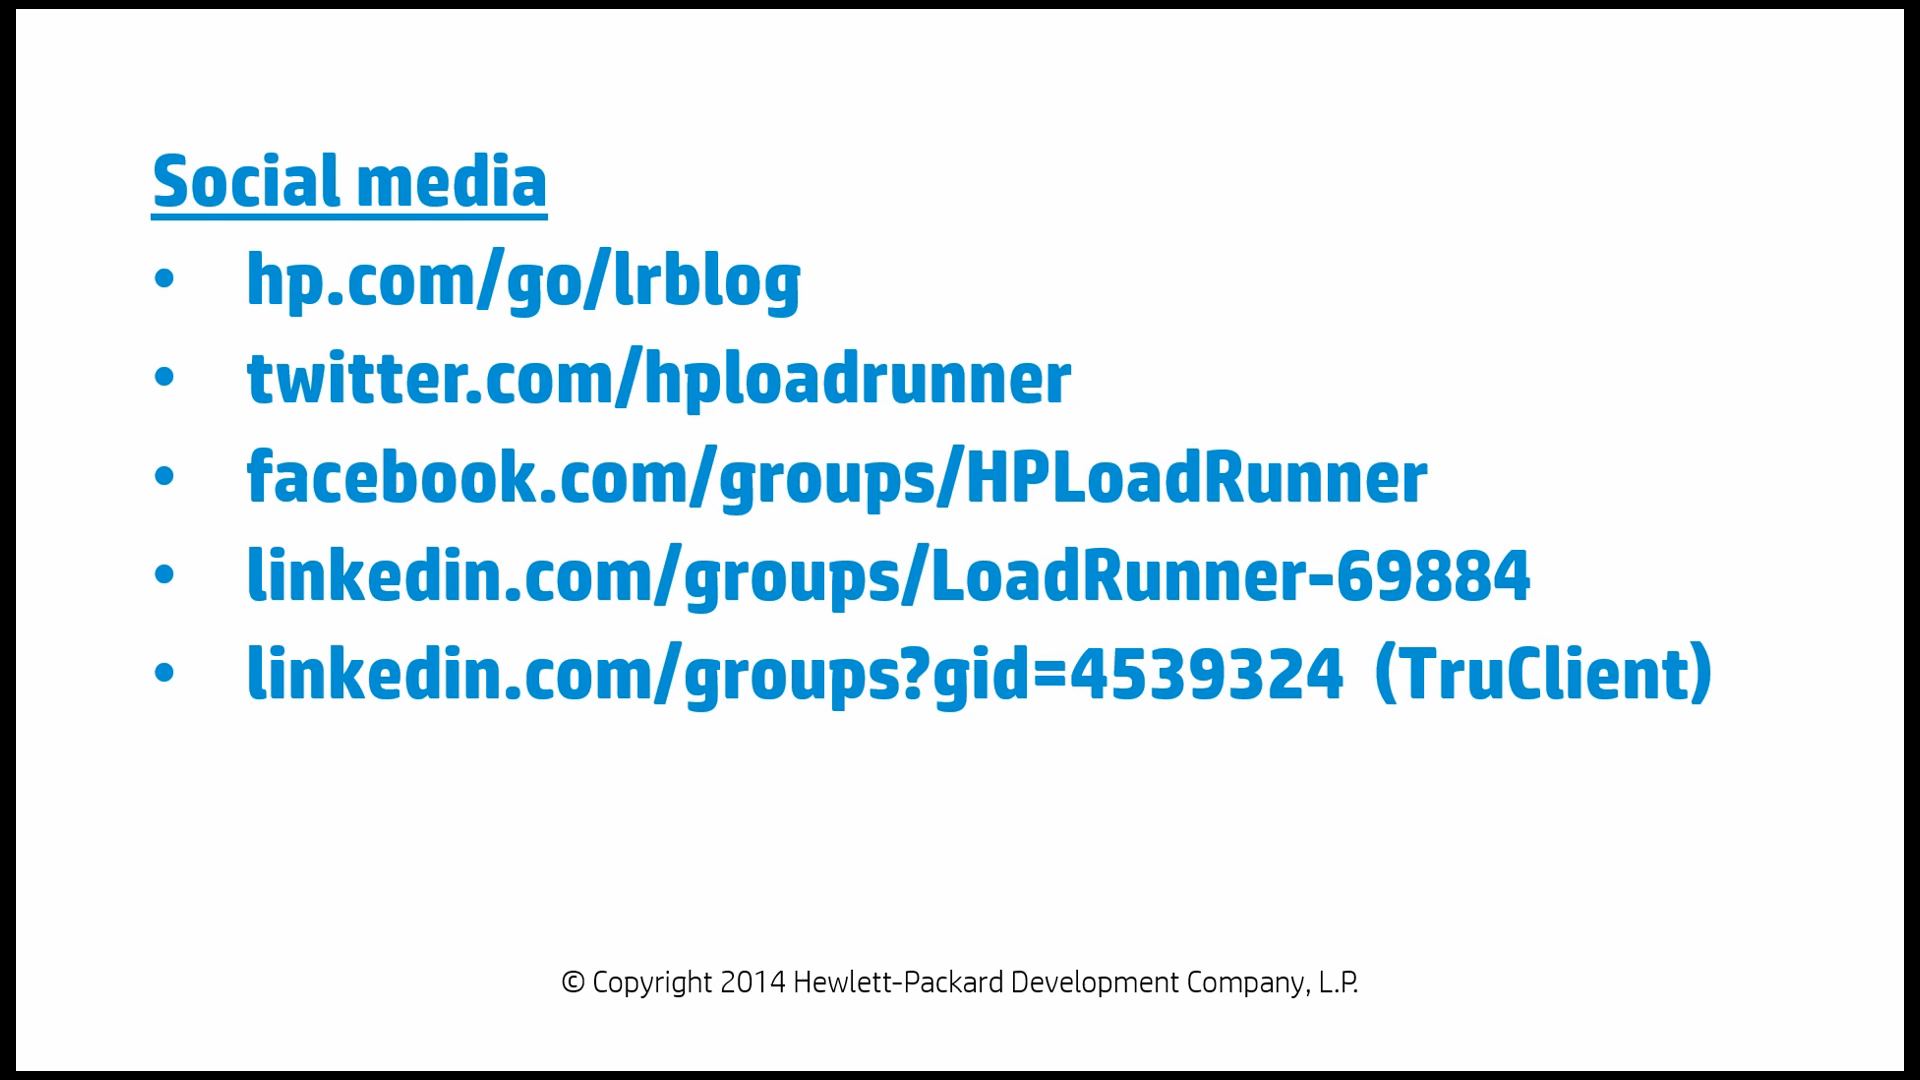 Social media
• hp.com/go/lrblog
• twitter.com/hploadrunner
• facebook.com/groups/HPLoadRunner
• linkedin.com/groups/LoadRunner-69884
• linkedin.com/groups?gid=4539324 (TruClient)
© Copyright 2014 Hewlett-Packard Development Company, L.P.